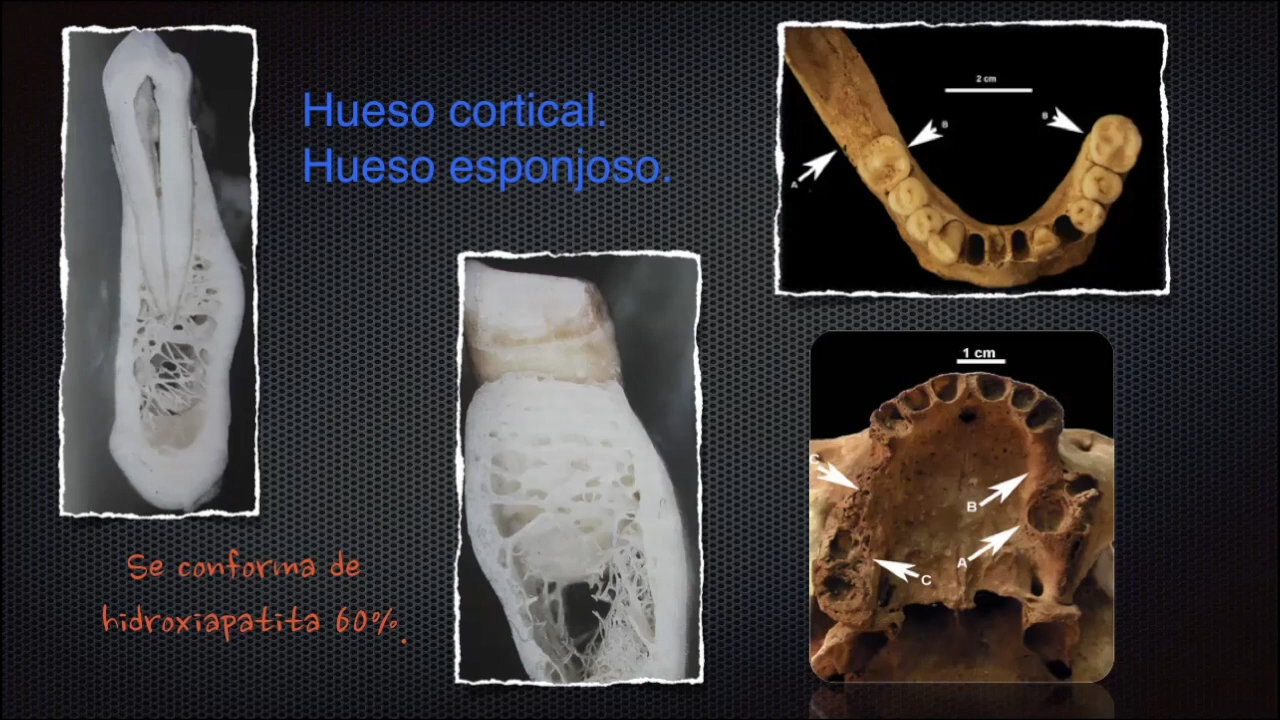 Hueso cortical.
Hueso esponjoso.
2 cm
B
B
A
1 cm
C
B
A
C
Se conforma de
hidroxiapatita 60%.